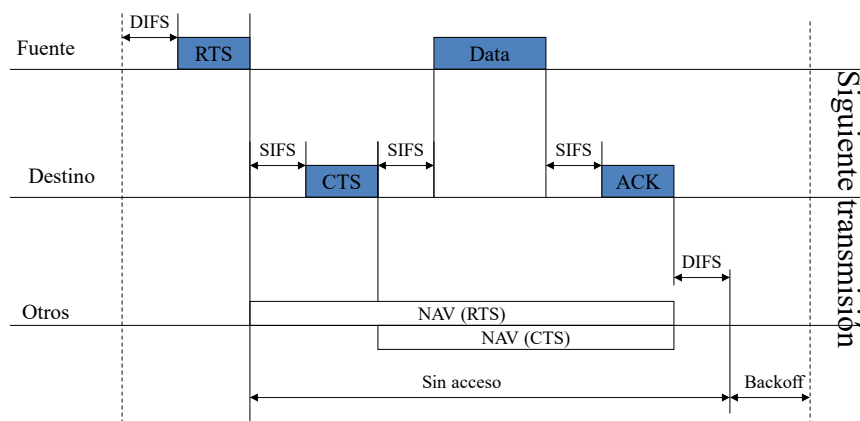 DIFS
Fuente
RTS
Data
SIFS
SIFS
SIFS
Destino
CTS
ACK
DIFS
Otros
NAV (RTS)
NAV (CTS)
Sin acceso
Backoff
Siguiente transmisión